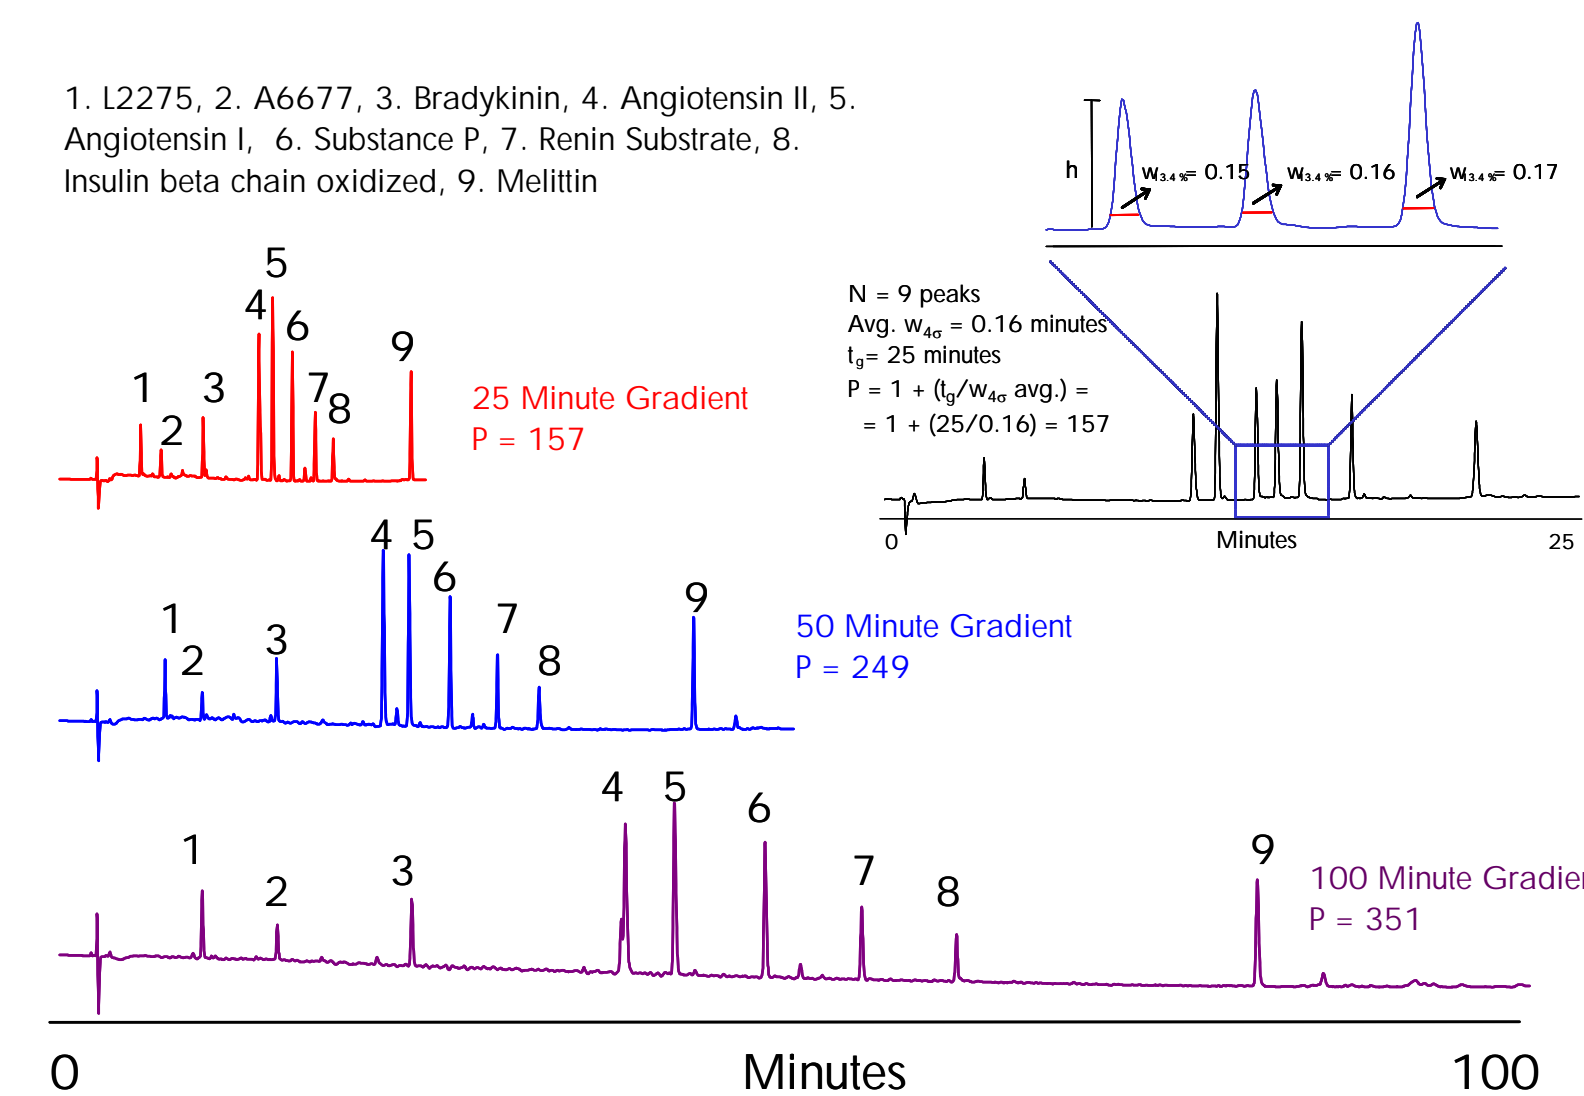 1. L2275, 2. A6677, 3. Bradykinin, 4. Angiotensin II, 5.
Angiotensin I, 6. Substance P, 7. Renin Substrate, 8.
Insulin beta chain oxidized, 9. Melittin
h
w13.4 %= 0.15
w13.4 %= 0.16
w13.4 %= 0.17
N = 9 peaks
Avg. w4σ = 0.16 minutes
tg= 25 minutes
P = 1 + (tg/w4σ avg.) =
= 1 + (25/0.16) = 157
0
Minutes
25
1
2
3
4
5
6
7
8
9
25 Minute Gradient
P = 157
1
2
3
4
5
6
7
8
9
50 Minute Gradient
P = 249
1
2
3
4
5
6
7
8
9
100 Minute Gradie
P = 351
0
Minutes
100